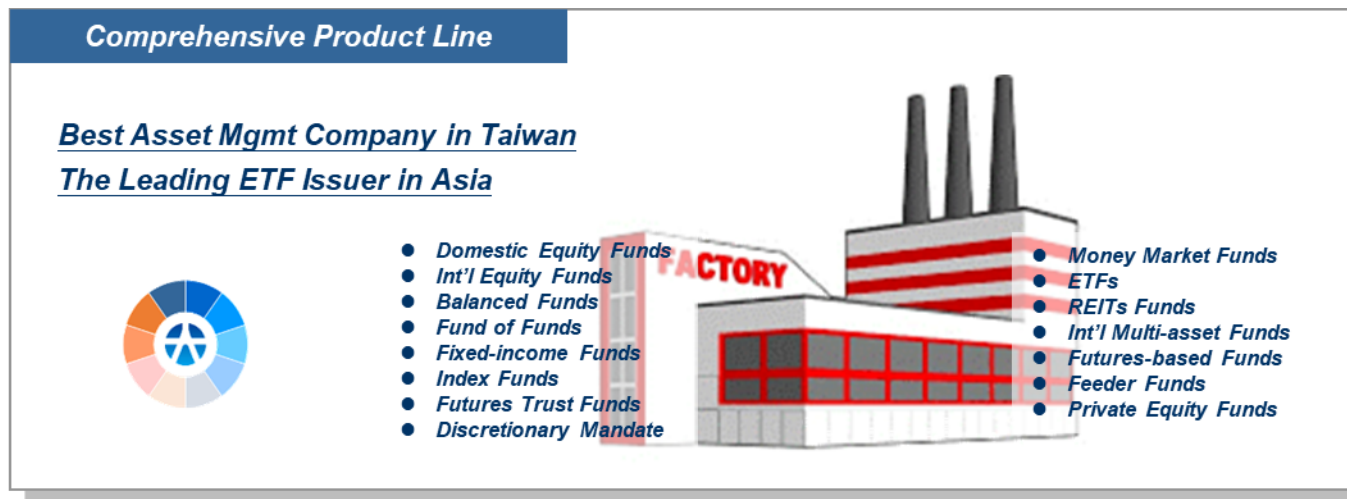 Comprehensive Product Line
Best Asset Mgmt Company in Taiwan
The Leading ETF Issuer in Asia
Domestic Equity Funds
Int'l Equity Funds
Balanced Funds
Fund of Funds
Fixed-income Funds
Index Funds
Futures Trust Funds
Discretionary Mandate
FACTORY
Money Market Funds
ETFs
REITs Funds
Int'l Multi-asset Funds
Futures-based Funds
Feeder Funds
Private Equity Funds